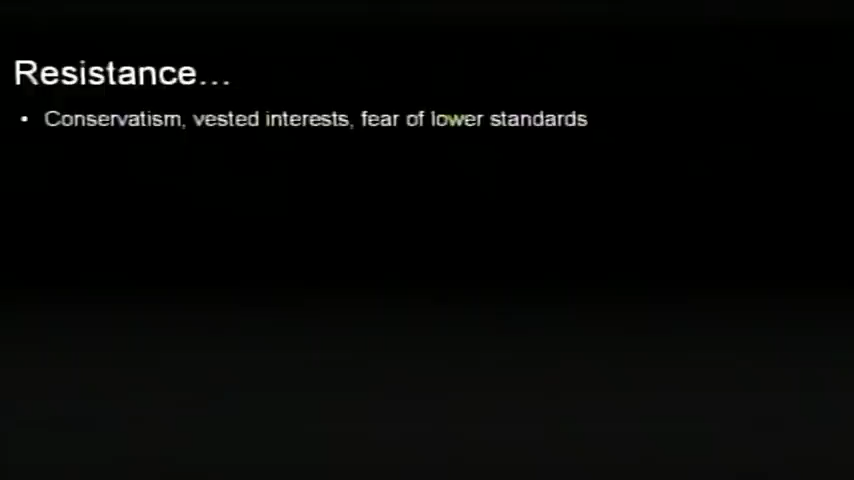 Resistance...
• Conservatism, vested interests, fear of lower standards